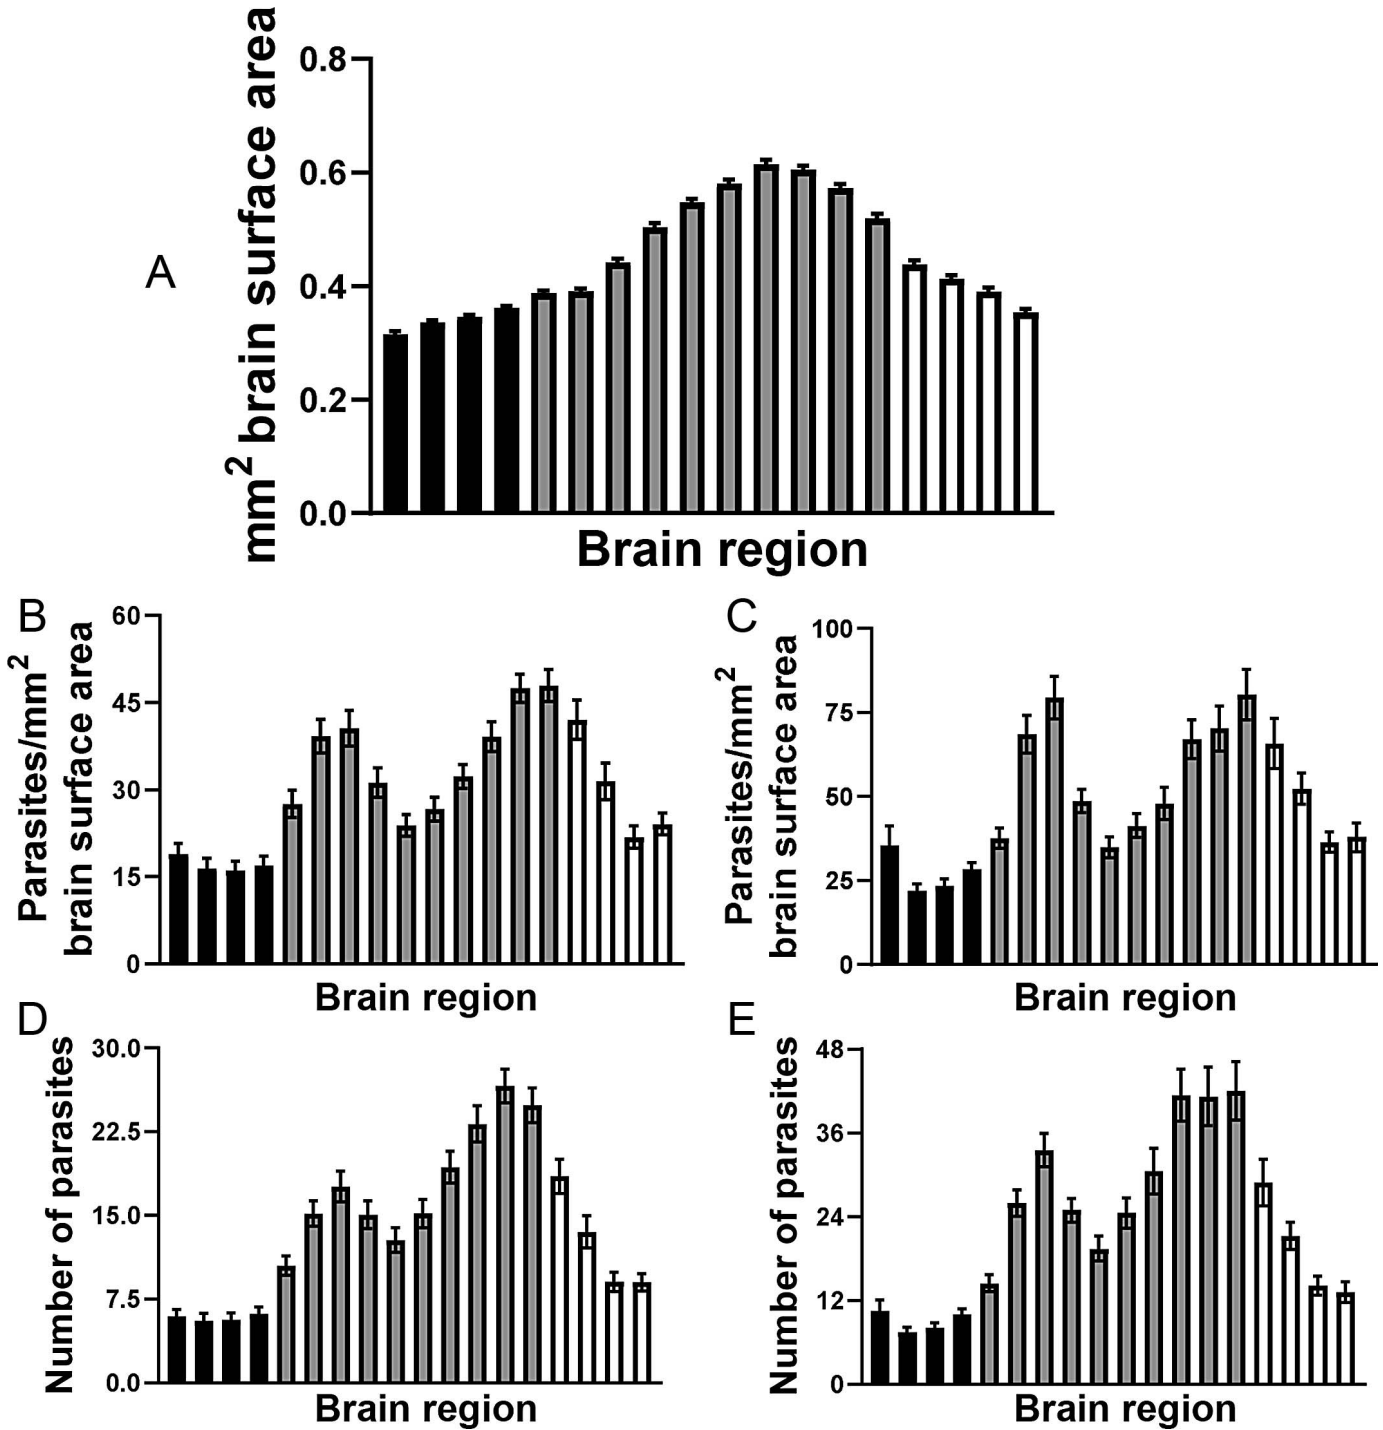 A
mm² brain surface area
0.8
0.6
0.4
0.2
0.0
Brain region
B
Parasites/mm²
brain surface area
60
45
30
15
0
Brain region
C
Parasites/mm²
brain surface area
100
75
50
25
0
Brain region
D
Number of parasites
30.0
22.5
15.0
7.5
0.0
Brain region
E
Number of parasites
48
36
24
12
0
Brain region